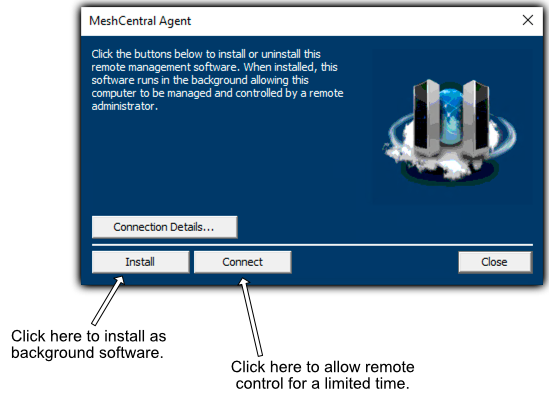 MeshCentral Agent
Click the buttons below to install or uninstall this
remote management software. When installed, this
software runs in the background allowing this
computer to be managed and controlled by a remote
administrator.
Connection Details...
Install
Connect
Close
Click here to install as
background software.
Click here to allow remote
control for a limited time.